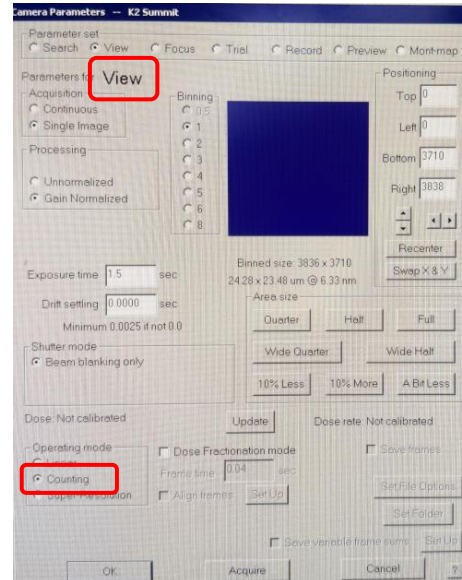 Camera Parameters -- K2 Summit
Parameter set
Search View Focus Trial Record Preview Mont-map
Parameters for View
Positioning
Acquisition
Continuous
Single Image
Binning
0.5
1
2
3
4
5
6
8
Top 0
Left 0
Bottom 3710
Right 3838
Processing
Unnormalized
Gain Normalized
Recenter
Swap X & Y
Binned size: 3836 x 3710
24.28 x 23.48 um @ 6.33 nm
Exposure time 1.5 sec
Drift settling 0.0000 sec
Minimum 0.0025 if not 0.0
Area size
Quarter Half Full
Wide Quarter Wide Half
10% Less 10% More A Bit Less
Shutter mode
Beam blanking only
Dose: Not calibrated Update Dose rate: Not calibrated
Operating mode
Linear
Counting
Super Resolution
Dose Fractionation mode Save frames
Frame time 0.04 sec
Align frames Set Up Set File Options
Set Folder
Save variable frame sums Set Up
OK Acquire Cancel ?